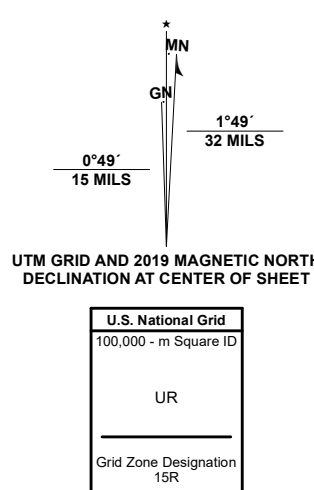 ★
MN
GN
1°49´
32 MILS
0°49´
15 MILS
UTM GRID AND 2019 MAGNETIC NORTH
DECLINATION AT CENTER OF SHEET
U.S. National Grid
100,000 - m Square ID
UR
Grid Zone Designation
15R